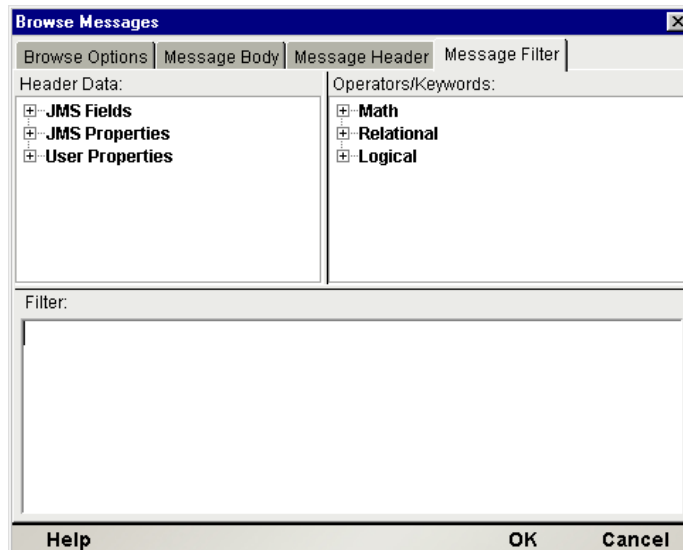 Browse Messages
Browse Options Message Body Message Header Message Filter
Header Data: Operators/Keywords:
JMS Fields Math
JMS Properties Relational
User Properties Logical
Filter:
Help OK Cancel